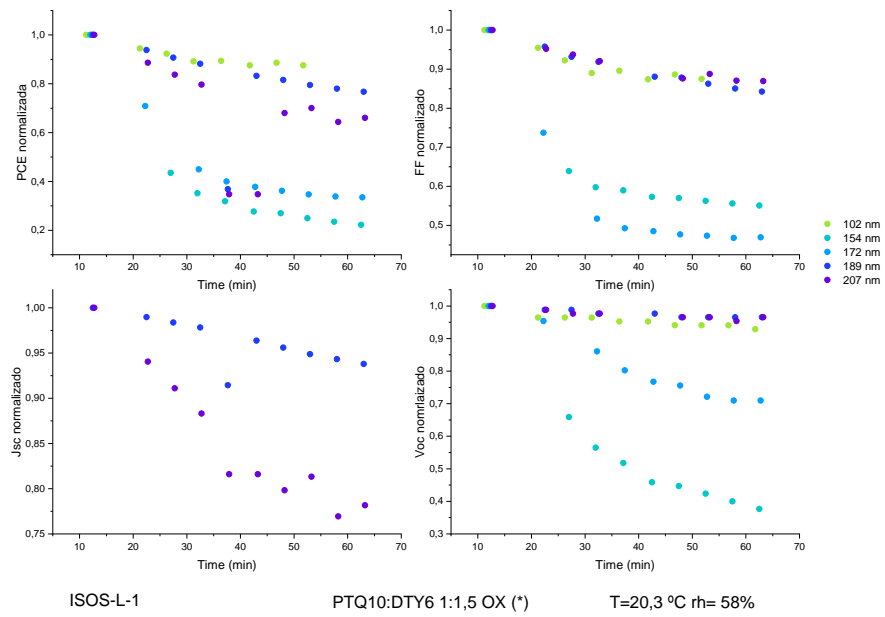 1,0
0,8
0,6
0,4
0,2
PCE normalizada
0 10 20 30 40 50 60 70
Time (min)
1,0
0,9
0,8
0,7
0,6
0,5
FF normalizado
0 10 20 30 40 50 60 70
Time (min)
102 nm
154 nm
172 nm
189 nm
207 nm
1,00
0,95
0,90
0,85
0,80
0,75
Jsc normalizado
0 10 20 30 40 50 60 70
Time (min)
1,0
0,9
0,8
0,7
0,6
0,5
0,4
0,3
Voc nomrlaizado
0 10 20 30 40 50 60 70
Time (min)
ISOS-L-1 PTQ10:DTY6 1:1,5 OX (*) T=20,3 ºC rh= 58%